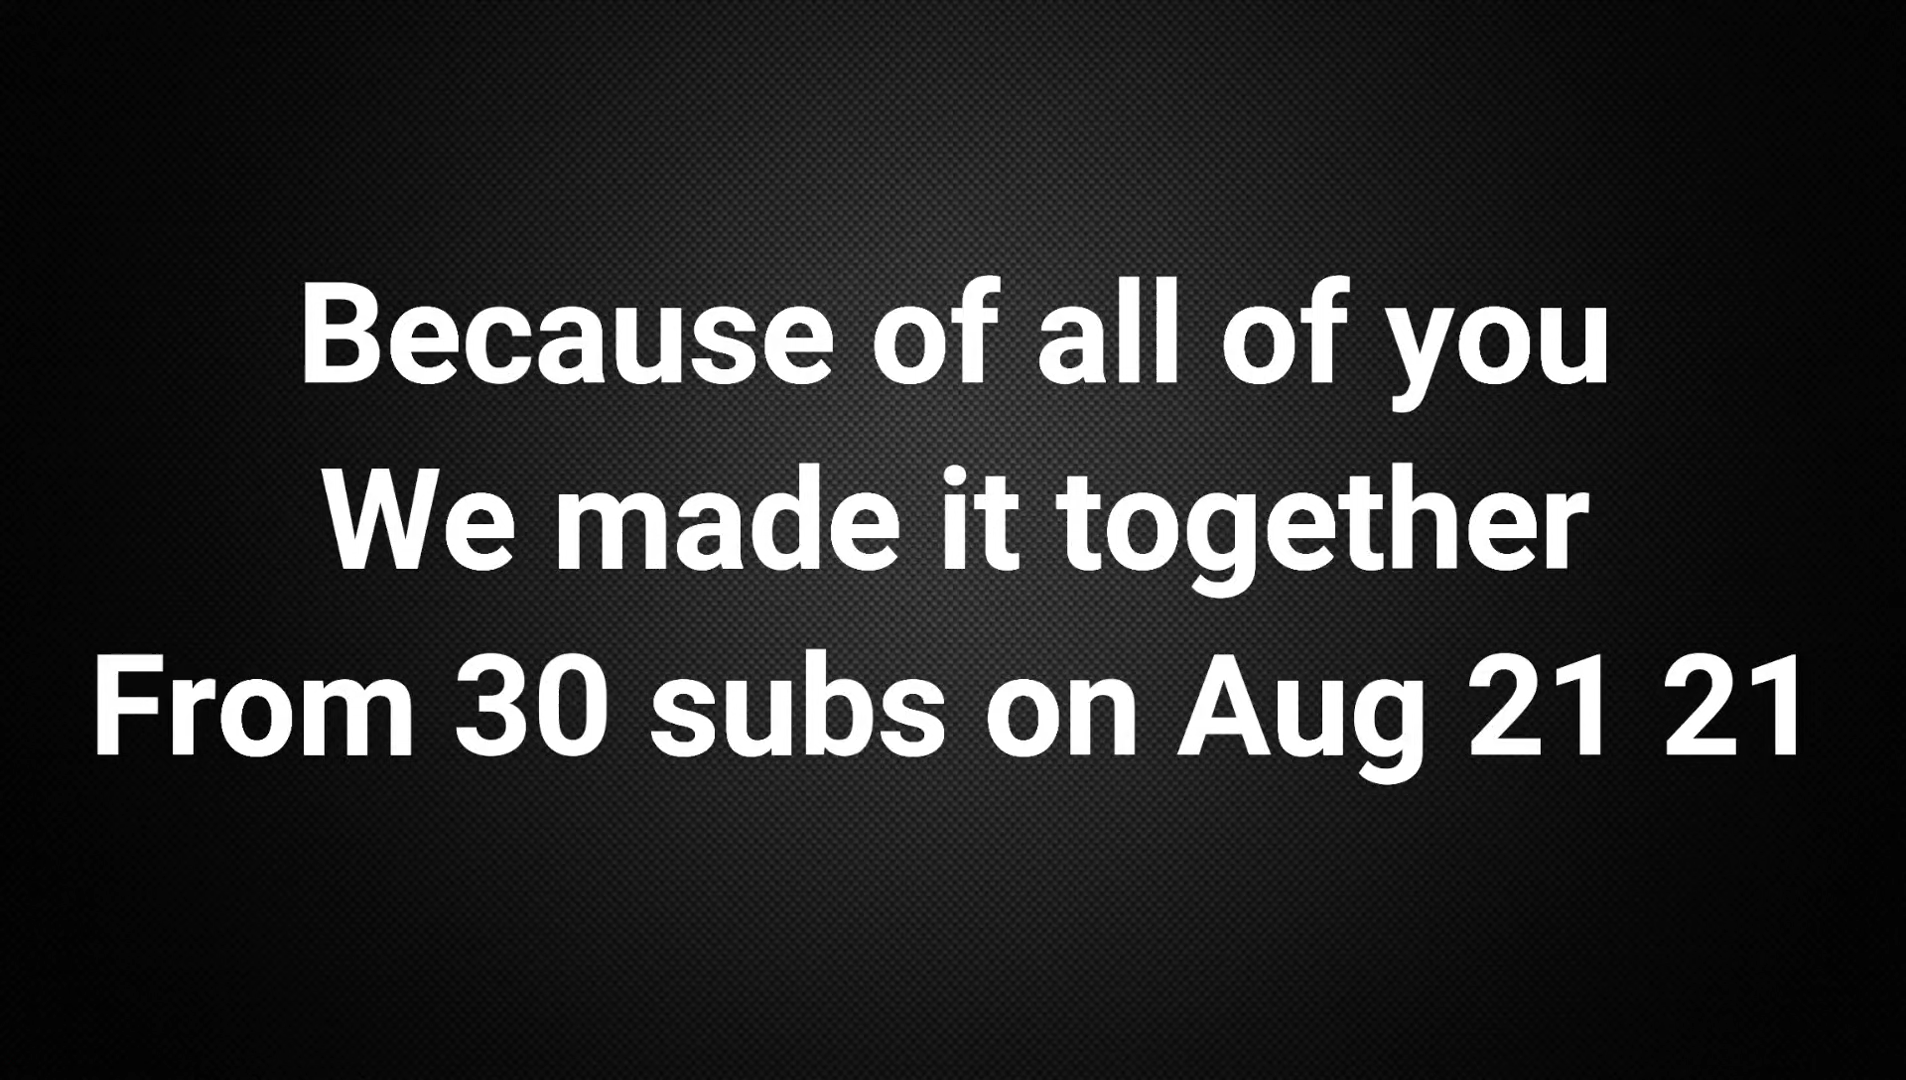 Because of all of you
We made it together
From 30 subs on Aug 21 21